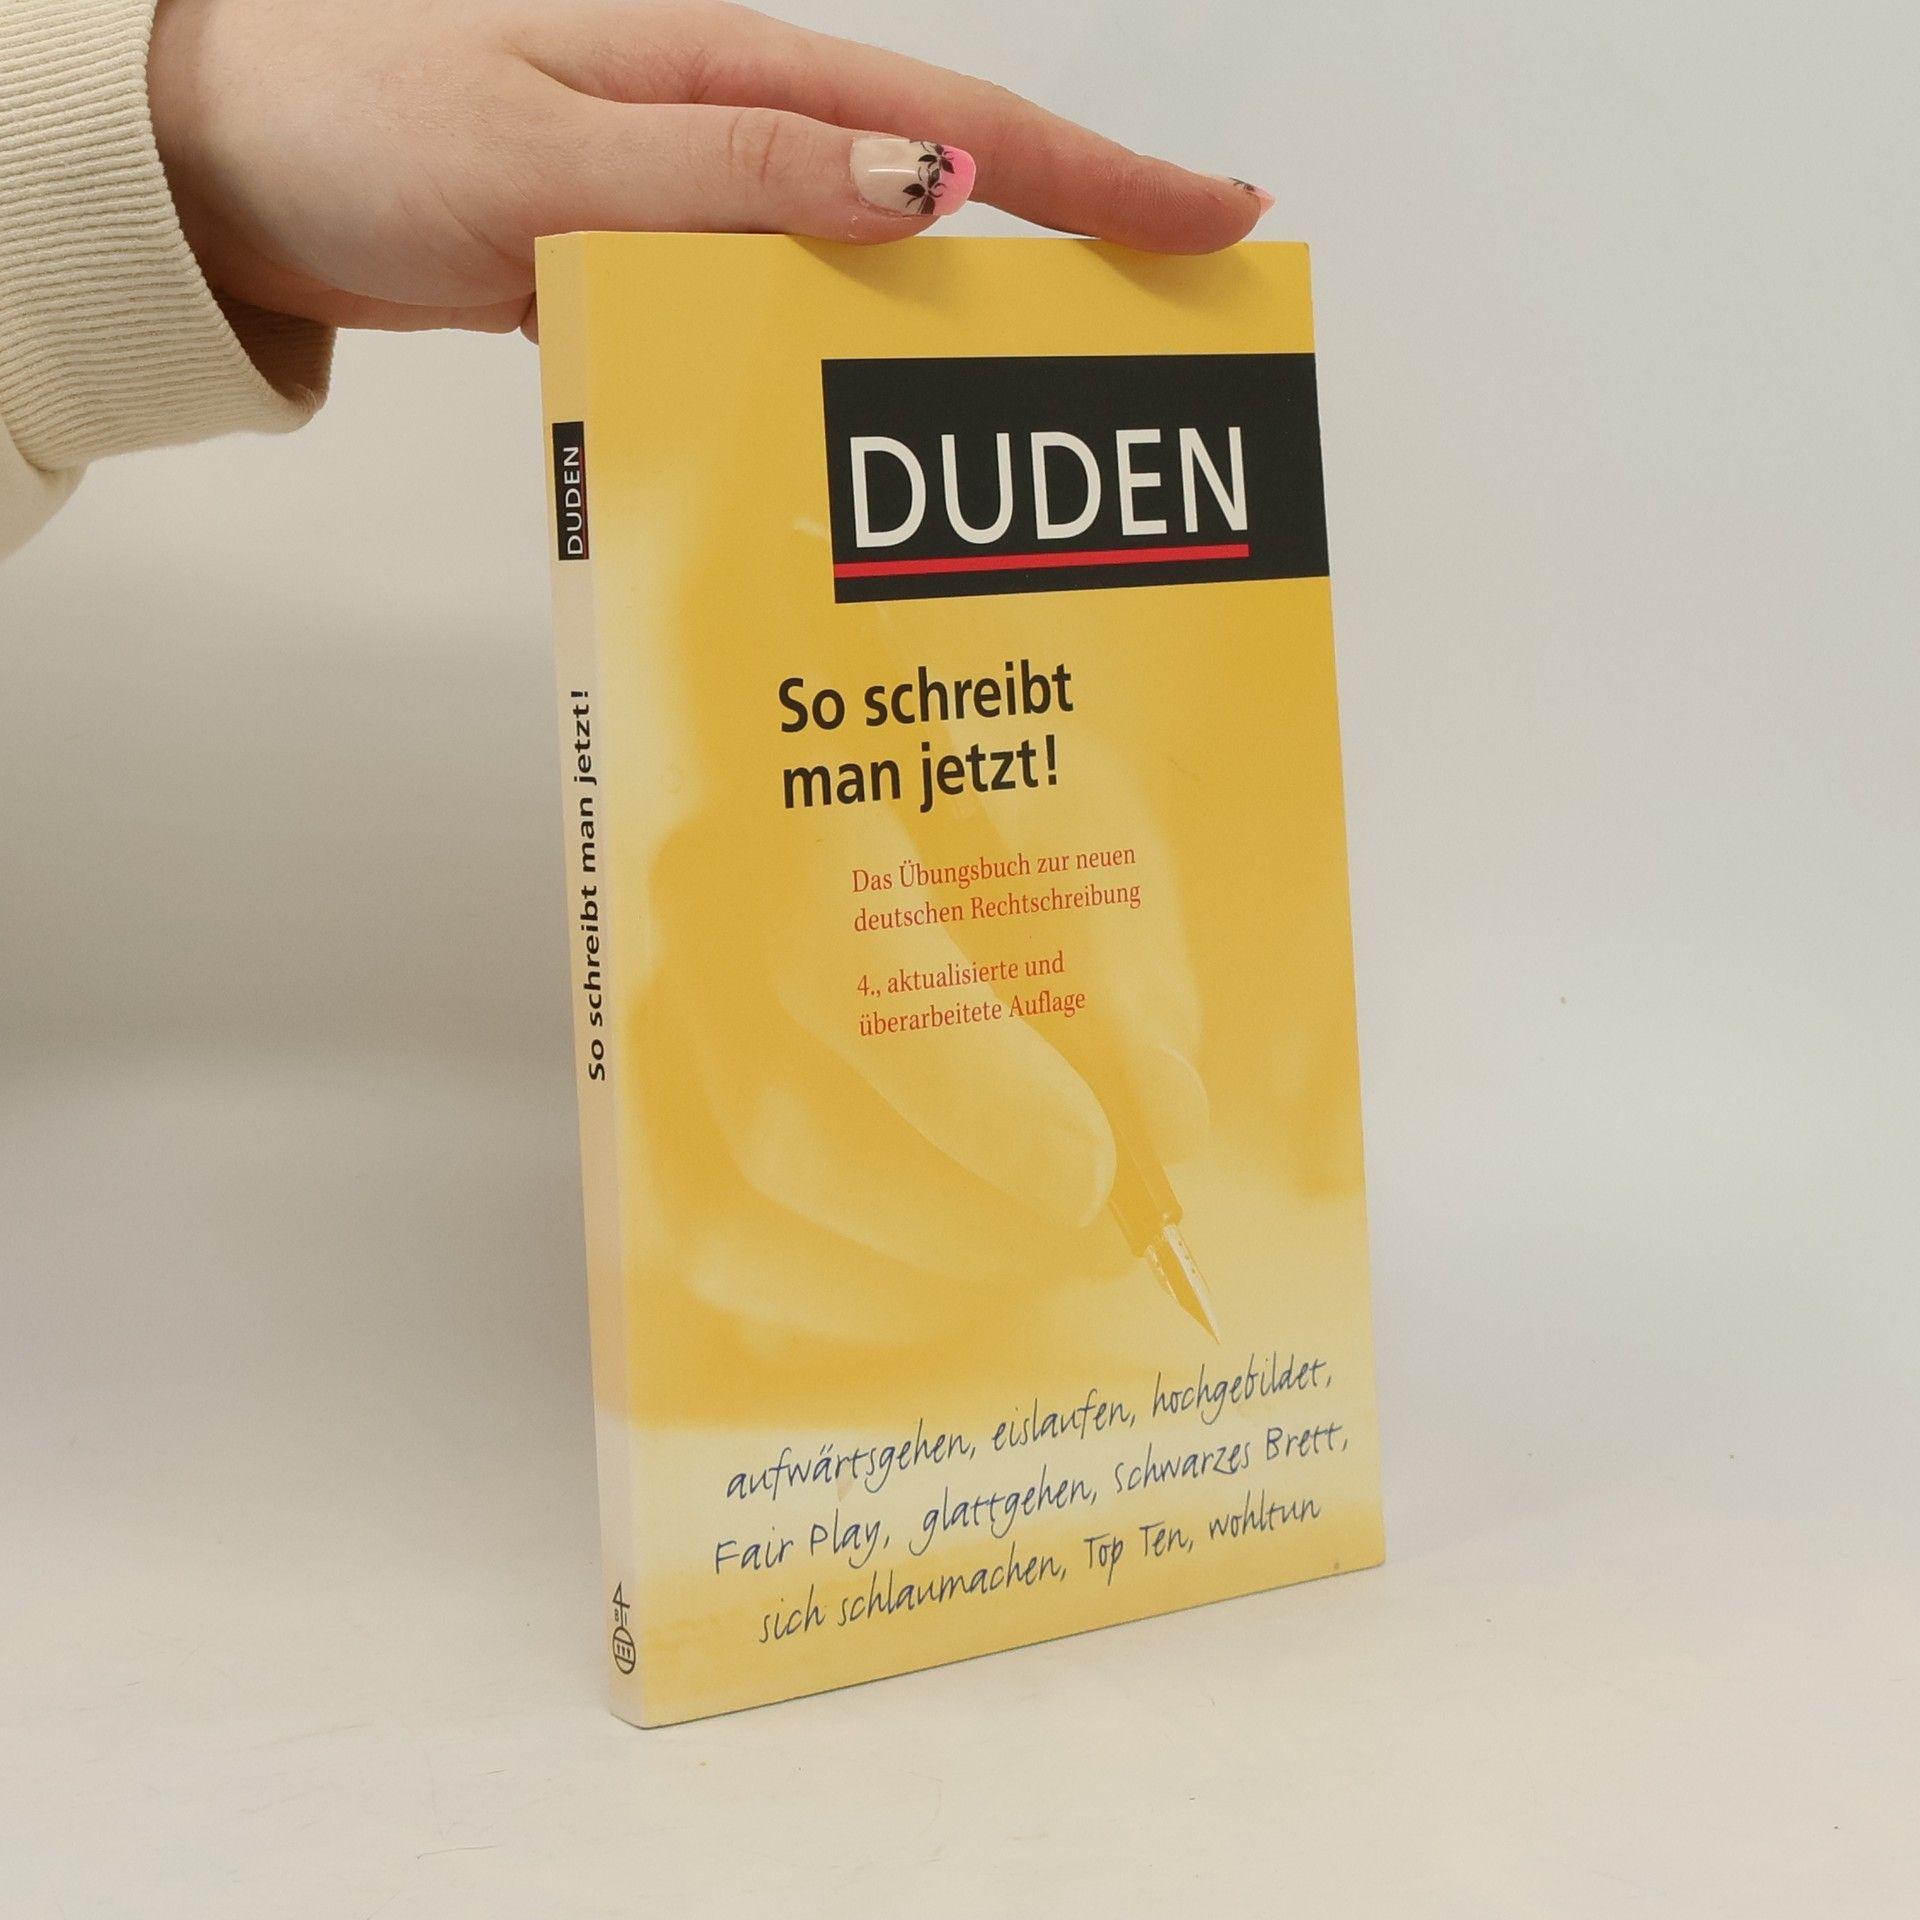 DUDEN
So schreibt
man jetzt!
Das Übungsbuch zur neuen
deutschen Rechtschreibung
4., aktualisierte und
überarbeitete Auflage
aufwärtsgehen, eislaufen, hochgebildet,
Fair Play, glattgehen, Schwarzes Brett,
sich schlaumachen, Top Ten, wohltun
DUDEN
So schreibt man jetzt!